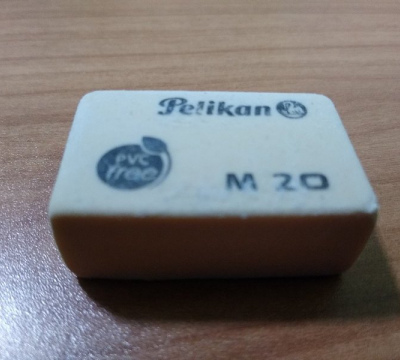 Pelikan
PVC
free
M 20